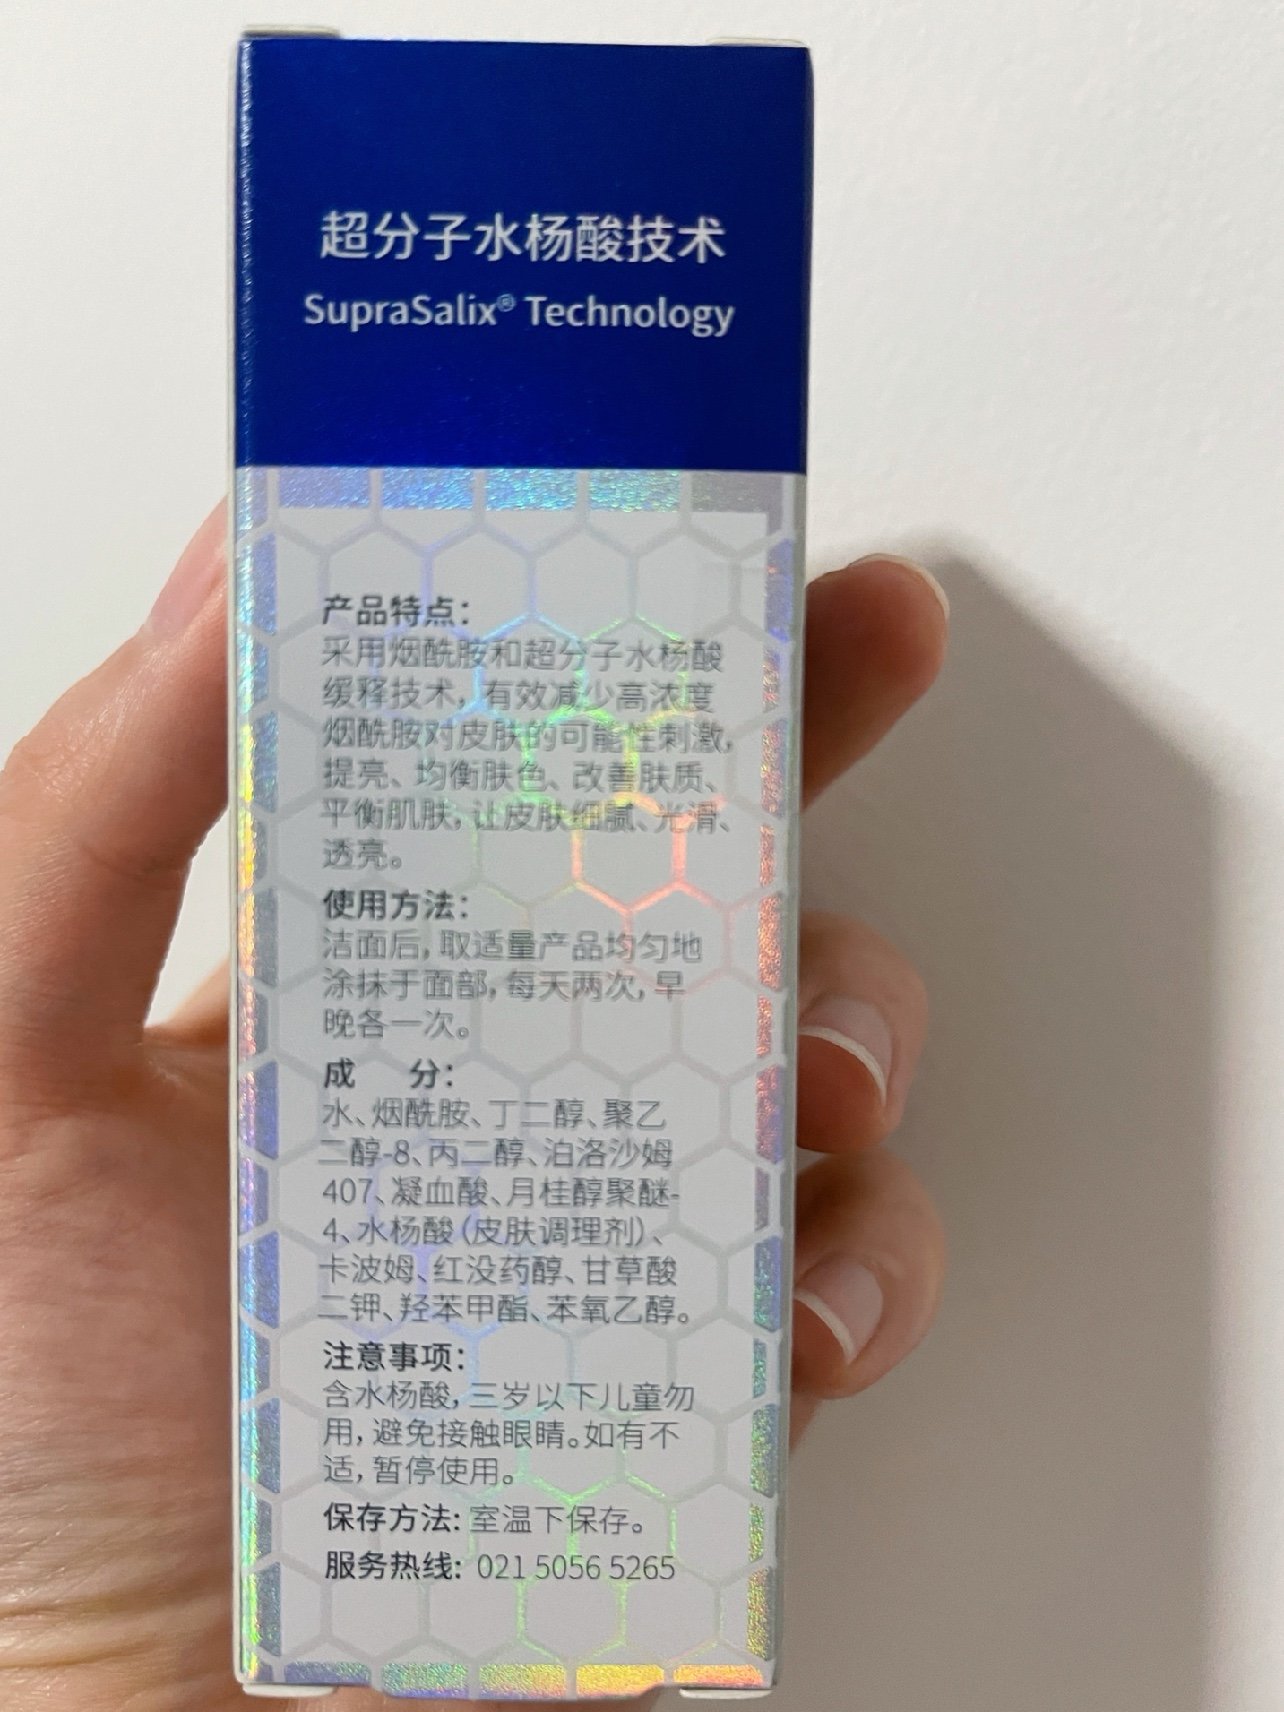 超分子水杨酸技术
SupraSalix® Technology
产品特点：
采用烟酰胺和超分子水杨酸
缓释技术，有效减少高浓度
烟酰胺对皮肤的可能性刺激，
提亮、均衡肤色、改善肤质、
平衡肌肤，让皮肤细腻、光滑、
透亮。
使用方法：
洁面后，取适量产品均匀地
涂抹于面部，每天两次，早
晚各一次。
成　分：
水、烟酰胺、丁二醇、聚乙
二醇-8、丙二醇、泊洛沙姆
407、凝血酸、月桂醇聚醚-
4、水杨酸（皮肤调理剂）、
卡波姆、红没药醇、甘草酸
二钾、羟苯甲酯、苯氧乙醇。
注意事项：
含水杨酸，三岁以下儿童勿
用，避免接触眼睛。如有不
适，暂停使用。
保存方法：室温下保存。
服务热线：021 5056 5265